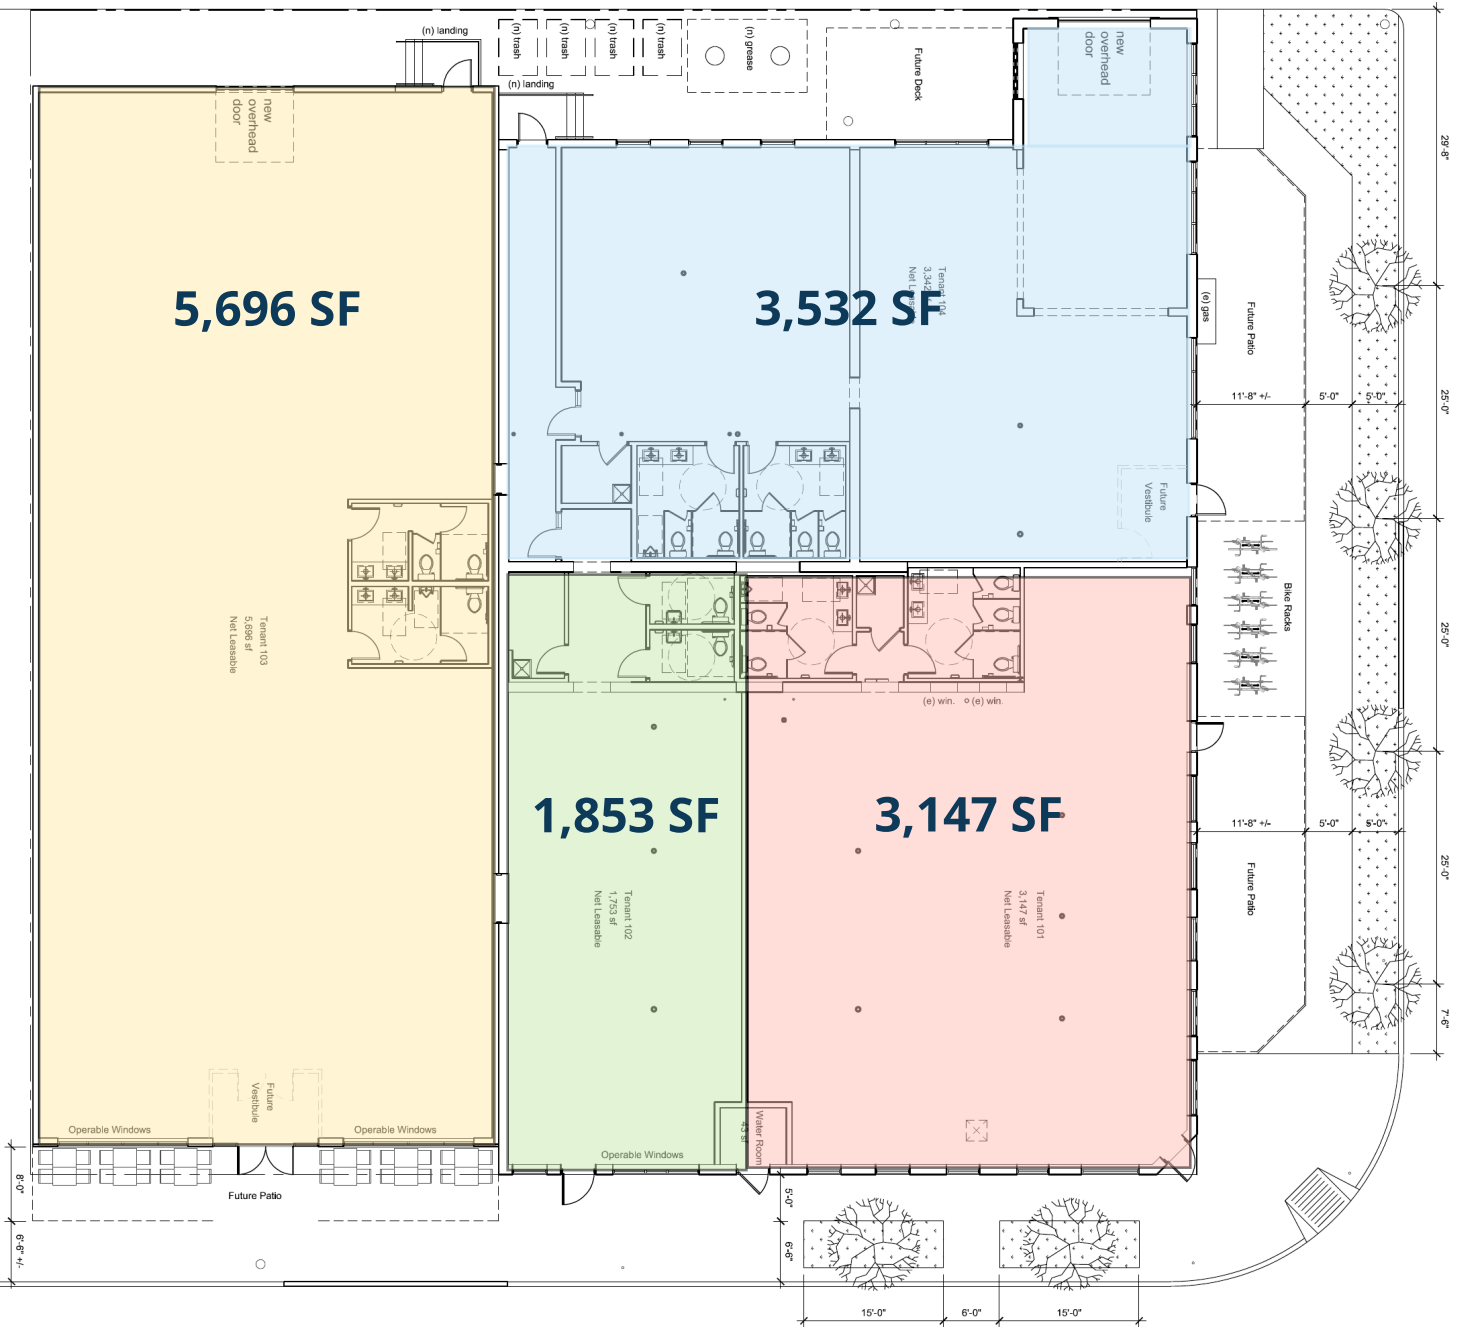 (n) landing
(n) trash
(n) trash
(n) trash
(n) trash
(n) grease
Future Deck
new
overhead
door
(n) landing
new
overhead
door
29'-8"
5,696 SF
3,532 SF
Tenant 104
Net
(e) gas
Future Patio
11'-8" +/-
5'-0"
5'-0"
25'-0"
Future
Vestibule
Bike Racks
25'-0"
Tenant 103
5,696 sf
Net Leasable
(e) win.
(e) win.
1,853 SF
3,147 SF
11'-8" +/-
5'-0"
5'-0"
25'-0"
Future Patio
Tenant 102
1,753 sf
Net Leasable
Tenant 101
3,147 sf
Net Leasable
7'-6"
Future
Vestibule
Operable Windows
Operable Windows
Operable Windows
Water Room
43 sf
Future Patio
8'-0"
6'-6" +/-
5'-0"
6'-6"
15'-0"
6'-0"
15'-0"